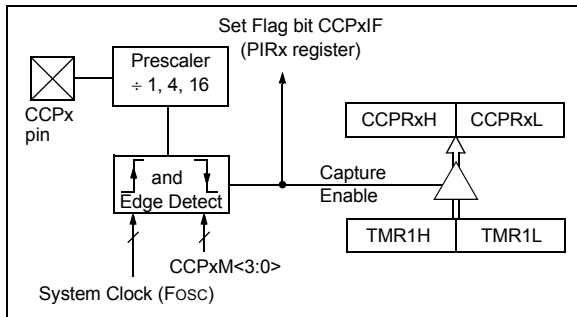 Set Flag bit CCPxIF
(PIRx register)
Prescaler
÷ 1, 4, 16
CCPx
pin
CCPRxH
CCPRxL
and
Edge Detect
Capture
Enable
TMR1H
TMR1L
CCPxM<3:0>
System Clock (FOSC)